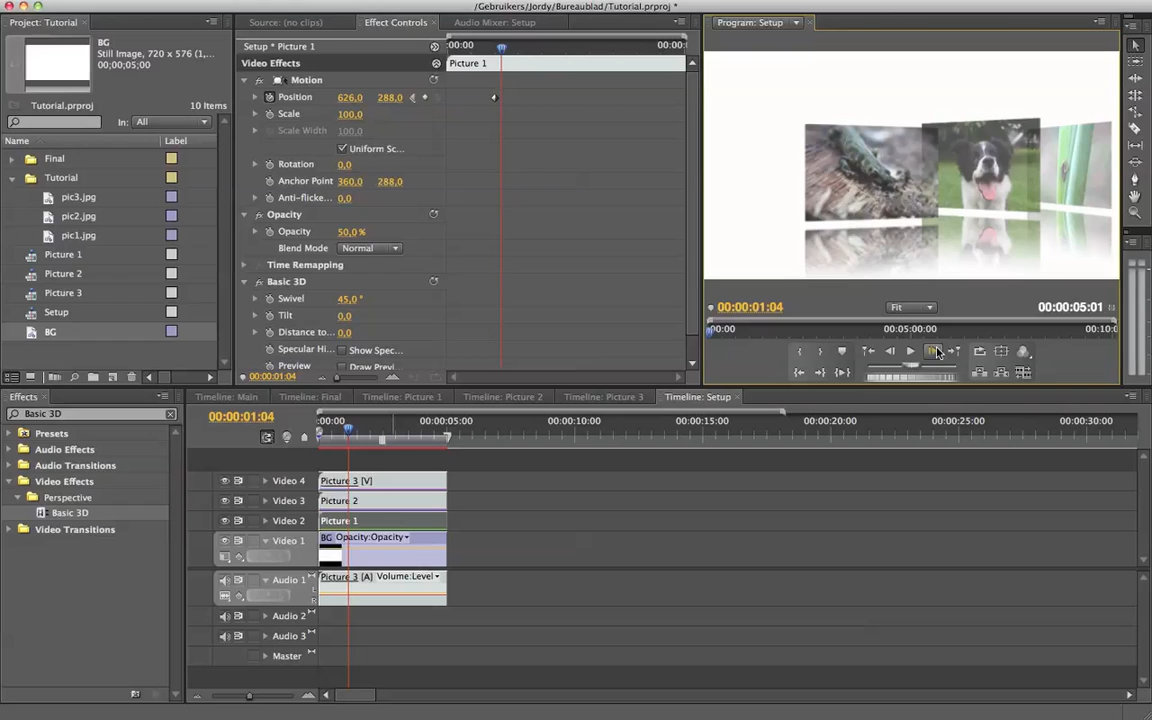 /Gebruikers/Jordy/Bureaublad/Tutorial.prproj *
Project: Tutorial
BG
Still Image, 720 x 576 (1,...
00;00;05;00
Tutorial.prproj
10 Items
In: All
Name
Label
Final
Tutorial
pic3.jpg
pic2.jpg
pic1.jpg
Picture 1
Picture 2
Picture 3
Setup
BG
Source: (no clips)
Effect Controls
Audio Mixer: Setup
Setup * Picture 1
:00:00
00:00:
Video Effects
Picture 1
Motion
Position 626,0 288,0
Scale 100,0
Scale Width 100,0
Uniform Sc...
Rotation 0,0
Anchor Point 360,0 288,0
Anti-flicke... 0,0
Opacity
Opacity 50,0 %
Blend Mode Normal
Time Remapping
Basic 3D
Swivel 45,0 °
Tilt 0,0
Distance to... 0,0
Specular Hi... Show Spec...
Preview Draw Previ...
00:00:01:04
Program: Setup
00:00:01:04
Fit
00:00:05:01
00:00
00:05:00:00
00:10:0
Effects
Basic 3D
Presets
Audio Effects
Audio Transitions
Video Effects
Perspective
Basic 3D
Video Transitions
Timeline: Main
Timeline: Final
Timeline: Picture 1
Timeline: Picture 2
Timeline: Picture 3
Timeline: Setup
00:00:01:04
:00:00
00:00:05:00
00:00:10:00
00:00:15:00
00:00:20:00
00:00:25:00
00:00:30:00
Video 4
Picture 3 [V]
Video 3
Picture 2
Video 2
Picture 1
Video 1
BG Opacity:Opacity
Audio 1
Picture 3 [A] Volume:Level
Audio 2
Audio 3
Master